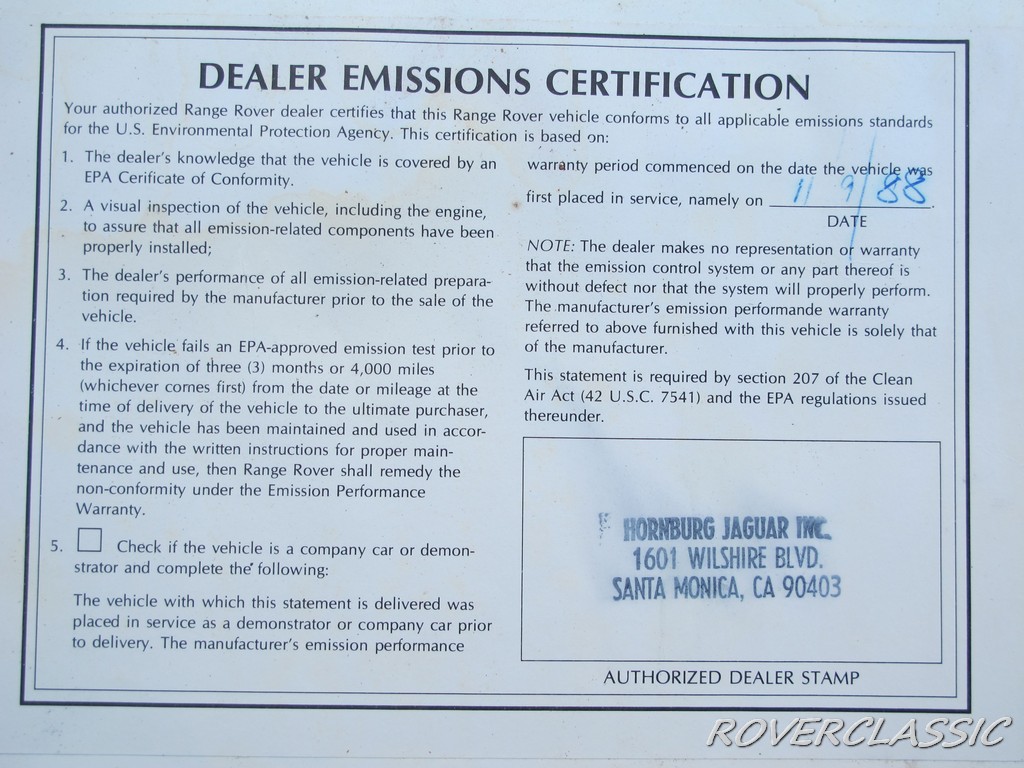 DEALER EMISSIONS CERTIFICATION
Your authorized Range Rover dealer certifies that this Range Rover vehicle conforms to all applicable emissions standards
for the U.S. Environmental Protection Agency. This certification is based on:
1. The dealer's knowledge that the vehicle is covered by an
EPA Cerificate of Conformity.
2. A visual inspection of the vehicle, including the engine,
to assure that all emission-related components have been
properly installed;
3. The dealer's performance of all emission-related prepara-
tion required by the manufacturer prior to the sale of the
vehicle.
4. If the vehicle fails an EPA-approved emission test prior to
the expiration of three (3) months or 4,000 miles
(whichever comes first) from the date or mileage at the
time of delivery of the vehicle to the ultimate purchaser,
and the vehicle has been maintained and used in accor-
dance with the written instructions for proper main-
tenance and use, then Range Rover shall remedy the
non-conformity under the Emission Performance
Warranty.
5. Check if the vehicle is a company car or demon-
strator and complete the following:
The vehicle with which this statement is delivered was
placed in service as a demonstrator or company car prior
to delivery. The manufacturer's emission performance
warranty period commenced on the date the vehicle was
first placed in service, namely on 11/9/88.
DATE
NOTE: The dealer makes no representation or warranty
that the emission control system or any part thereof is
without defect nor that the system will properly perform.
The manufacturer's emission performande warranty
referred to above furnished with this vehicle is solely that
of the manufacturer.
This statement is required by section 207 of the Clean
Air Act (42 U.S.C. 7541) and the EPA regulations issued
thereunder.
HORNBURG JAGUAR INC.
1601 WILSHIRE BLVD.
SANTA MONICA, CA 90403
AUTHORIZED DEALER STAMP
ROVERCLASSIC